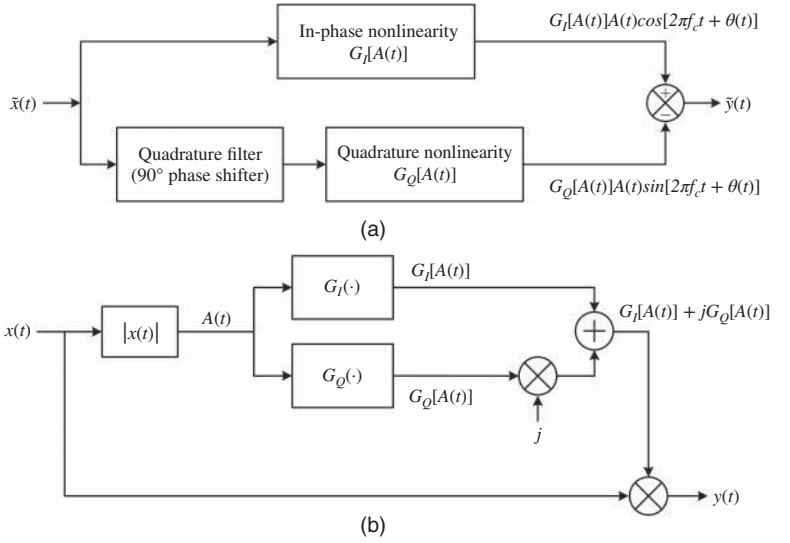 In-phase nonlinearity
G_I[A(t)]
G_I[A(t)]A(t)cos[2πf_ct + θ(t)]
x̃(t)
+
−
ỹ(t)
Quadrature filter
(90° phase shifter)
Quadrature nonlinearity
G_Q[A(t)]
G_Q[A(t)]A(t)sin[2πf_ct + θ(t)]
(a)
G_I(·)
G_I[A(t)]
x(t)
|x(t)|
A(t)
G_I[A(t)] + jG_Q[A(t)]
G_Q(·)
G_Q[A(t)]
j
y(t)
(b)